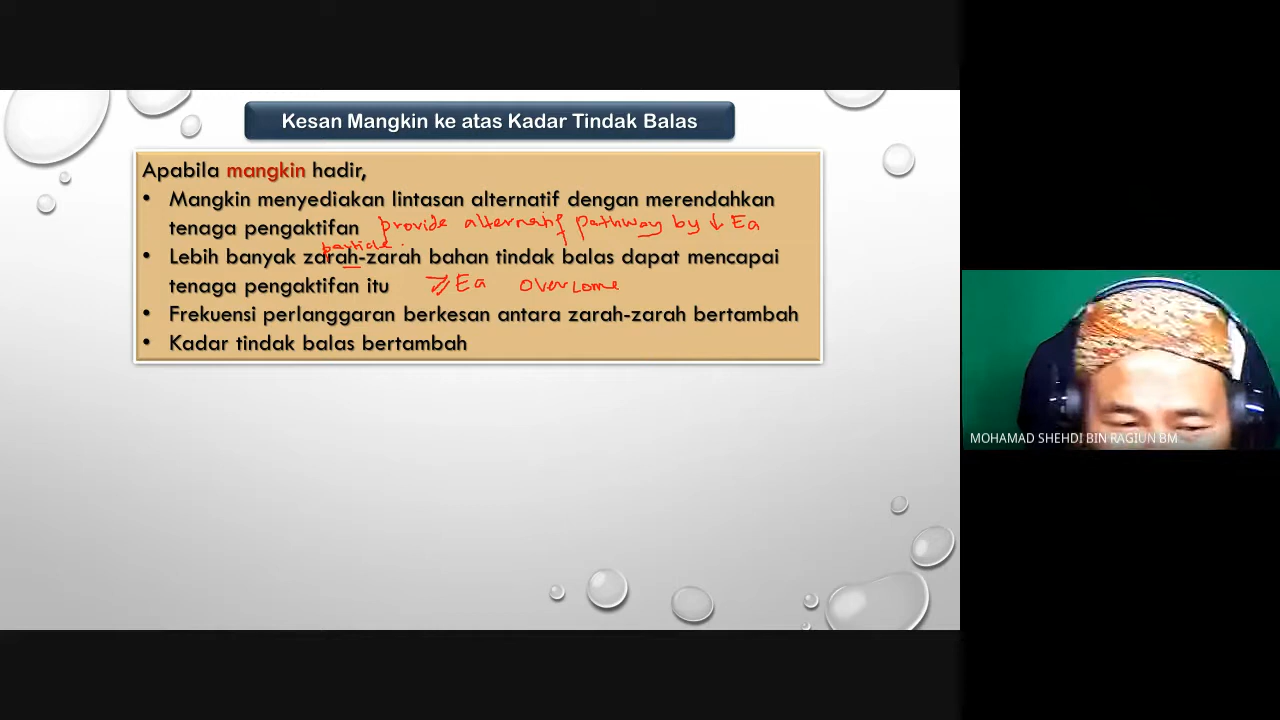 Kesan Mangkin ke atas Kadar Tindak Balas
Apabila mangkin hadir,
• Mangkin menyediakan lintasan alternatif dengan merendahkan
tenaga pengaktifan provide alternatif pathway by ↓ Ea
particle.
• Lebih banyak zarah-zarah bahan tindak balas dapat mencapai
tenaga pengaktifan itu ≥ Ea overcome
• Frekuensi perlanggaran berkesan antara zarah-zarah bertambah
• Kadar tindak balas bertambah
MOHAMAD SHEHDI BIN RAGIUN BM